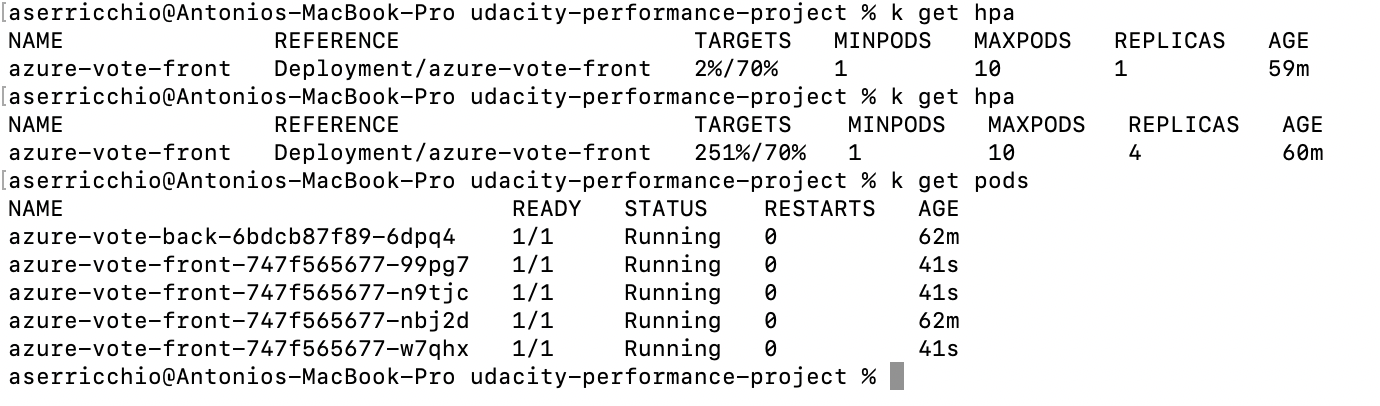 [aserricchio@Antonios-MacBook-Pro udacity-performance-project % k get hpa
NAME REFERENCE TARGETS MINPODS MAXPODS REPLICAS AGE
azure-vote-front Deployment/azure-vote-front 2%/70% 1 10 1 59m
[aserricchio@Antonios-MacBook-Pro udacity-performance-project % k get hpa
NAME REFERENCE TARGETS MINPODS MAXPODS REPLICAS AGE
azure-vote-front Deployment/azure-vote-front 251%/70% 1 10 4 60m
[aserricchio@Antonios-MacBook-Pro udacity-performance-project % k get pods
NAME READY STATUS RESTARTS AGE
azure-vote-back-6bdcb87f89-6dpq4 1/1 Running 0 62m
azure-vote-front-747f565677-99pg7 1/1 Running 0 41s
azure-vote-front-747f565677-n9tjc 1/1 Running 0 41s
azure-vote-front-747f565677-nbj2d 1/1 Running 0 62m
azure-vote-front-747f565677-w7qhx 1/1 Running 0 41s
aserricchio@Antonios-MacBook-Pro udacity-performance-project %